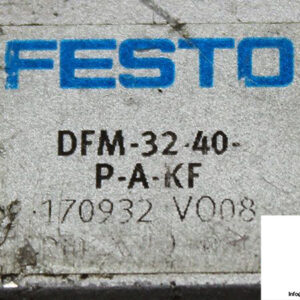 FESTO
DFM-32-40-
P-A-KF
170932 V008